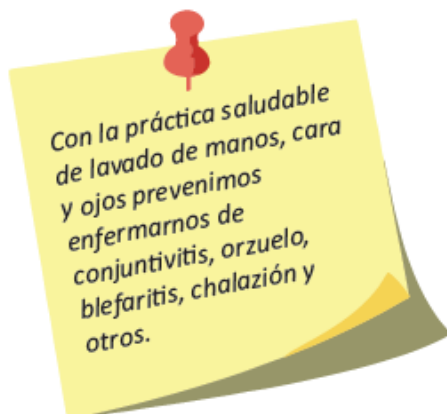 Con la práctica saludable
de lavado de manos, cara
y ojos prevenimos
enfermarnos de
conjuntivitis, orzuelo,
blefaritis, chalazión y
otros.